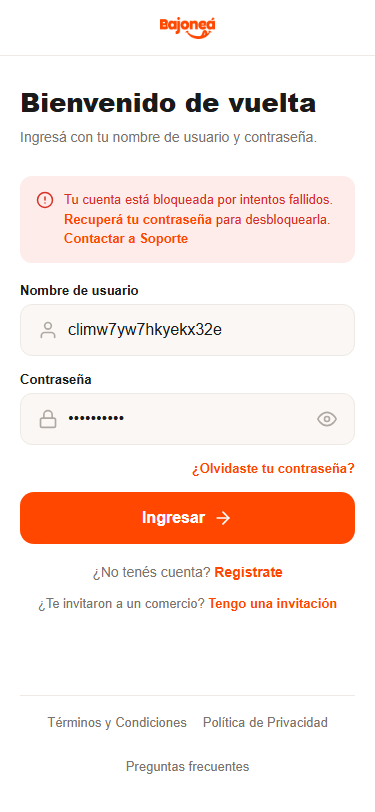 Bajoneá
Bienvenido de vuelta
Ingresá con tu nombre de usuario y contraseña.
Tu cuenta está bloqueada por intentos fallidos.
Recuperá tu contraseña para desbloquearla.
Contactar a Soporte
Nombre de usuario
climw7yw7hkyekx32e
Contraseña
••••••••••
¿Olvidaste tu contraseña?
Ingresar →
¿No tenés cuenta? Registrate
¿Te invitaron a un comercio? Tengo una invitación
Términos y Condiciones Política de Privacidad
Preguntas frecuentes